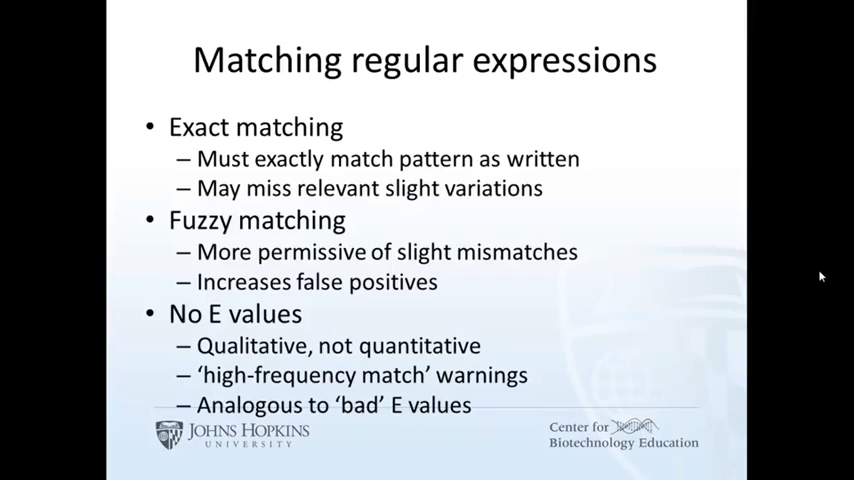 Matching regular expressions
• Exact matching
– Must exactly match pattern as written
– May miss relevant slight variations
• Fuzzy matching
– More permissive of slight mismatches
– Increases false positives
• No E values
– Qualitative, not quantitative
– ‘high-frequency match’ warnings
– Analogous to ‘bad’ E values
JOHNS HOPKINS
UNIVERSITY
Center for
Biotechnology Education